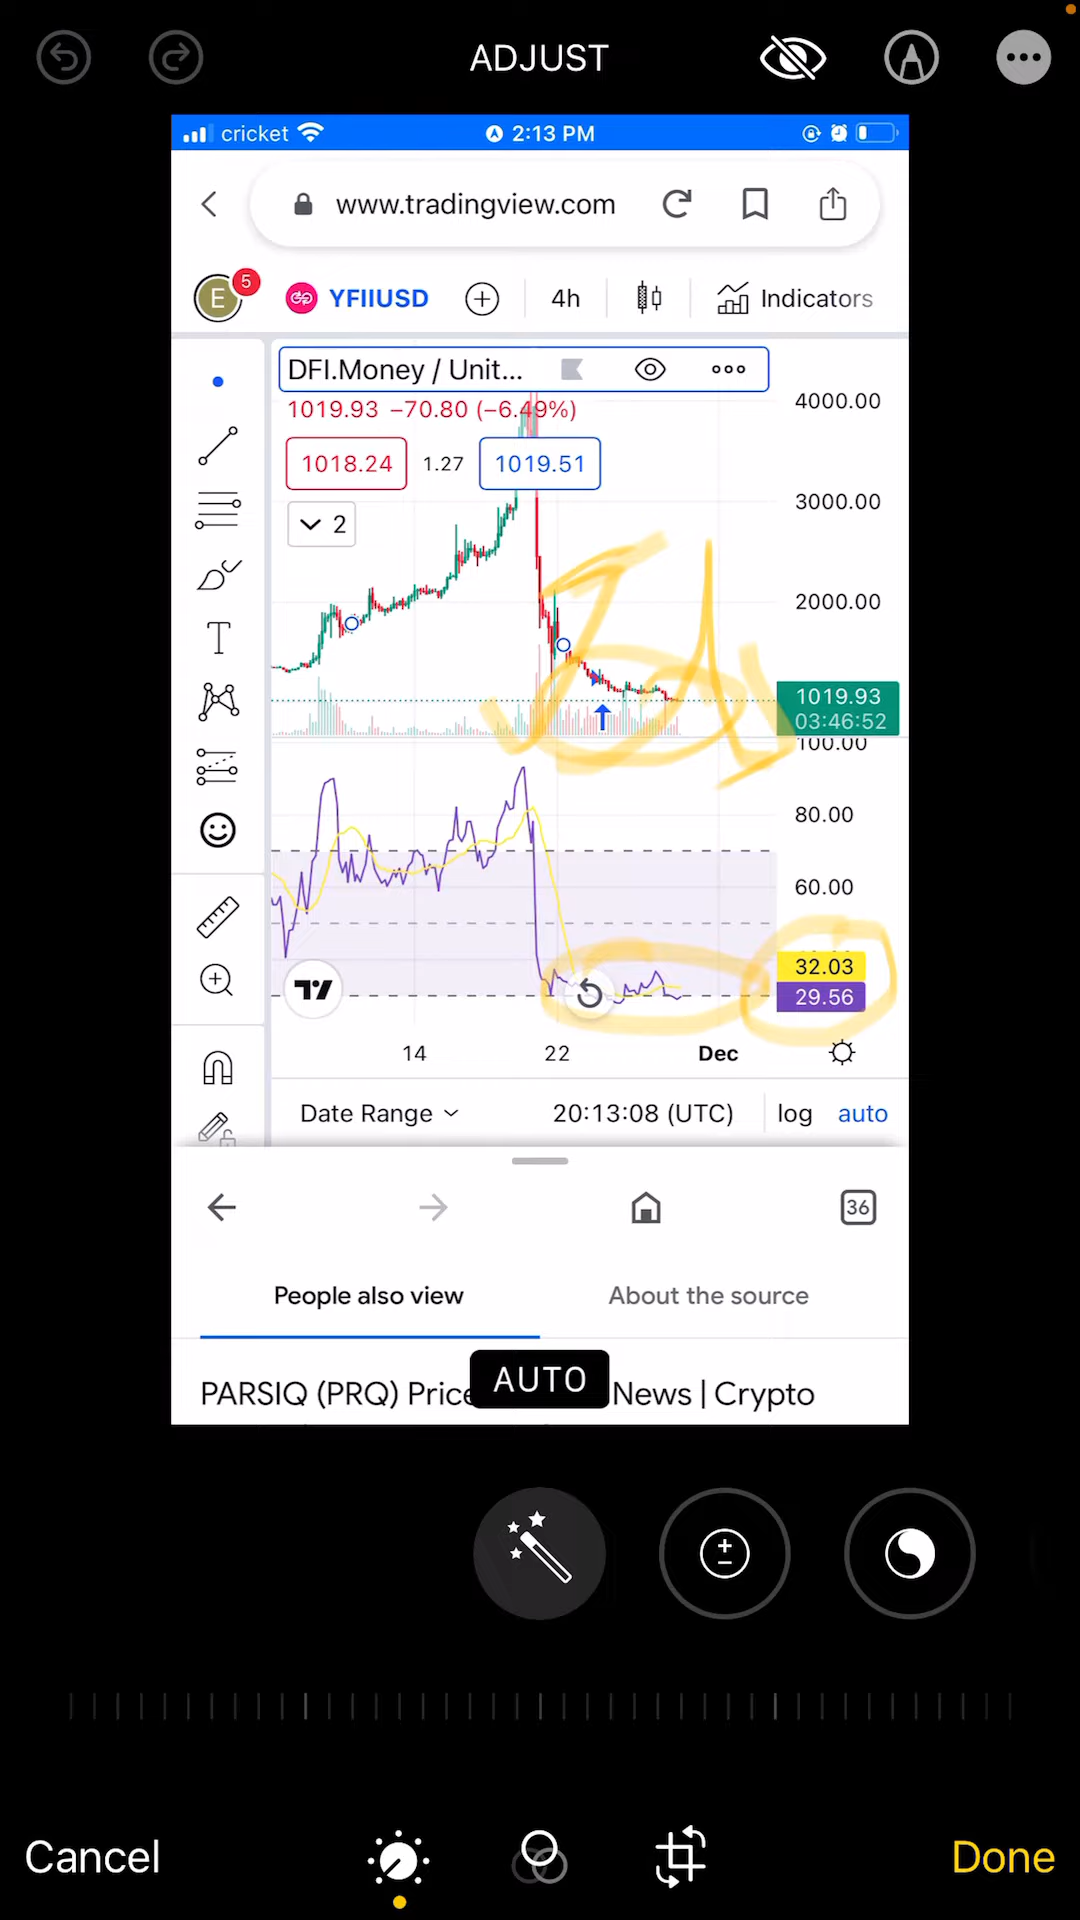 ADJUST
cricket 2:13 PM
www.tradingview.com
E 5 YFIIUSD 4h Indicators
DFI.Money / Unit...
1019.93 −70.80 (−6.49%)
1018.24 1.27 1019.51
2
4000.00
3000.00
2000.00
1019.93
03:46:52
100.00
80.00
60.00
32.03
29.56
14 22 Dec
Date Range 20:13:08 (UTC) log auto
36
People also view About the source
AUTO
PARSIQ (PRQ) Price News | Crypto
Cancel Done